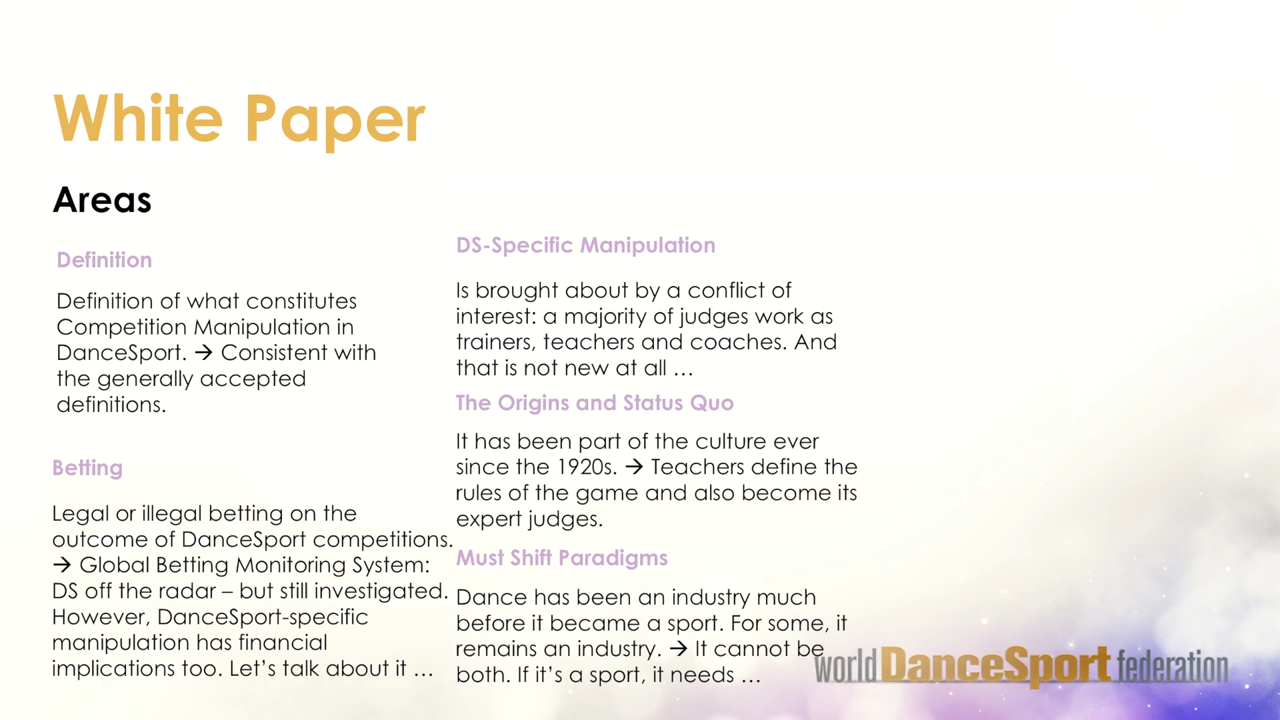 White Paper
Areas
Definition
Definition of what constitutes
Competition Manipulation in
DanceSport. → Consistent with
the generally accepted
definitions.
Betting
Legal or illegal betting on the
outcome of DanceSport competitions.
→ Global Betting Monitoring System:
DS off the radar – but still investigated.
However, DanceSport-specific
manipulation has financial
implications too. Let’s talk about it …
DS-Specific Manipulation
Is brought about by a conflict of
interest: a majority of judges work as
trainers, teachers and coaches. And
that is not new at all …
The Origins and Status Quo
It has been part of the culture ever
since the 1920s. → Teachers define the
rules of the game and also become its
expert judges.
Must Shift Paradigms
Dance has been an industry much
before it became a sport. For some, it
remains an industry. → It cannot be
both. If it’s a sport, it needs …
world DanceSport federation